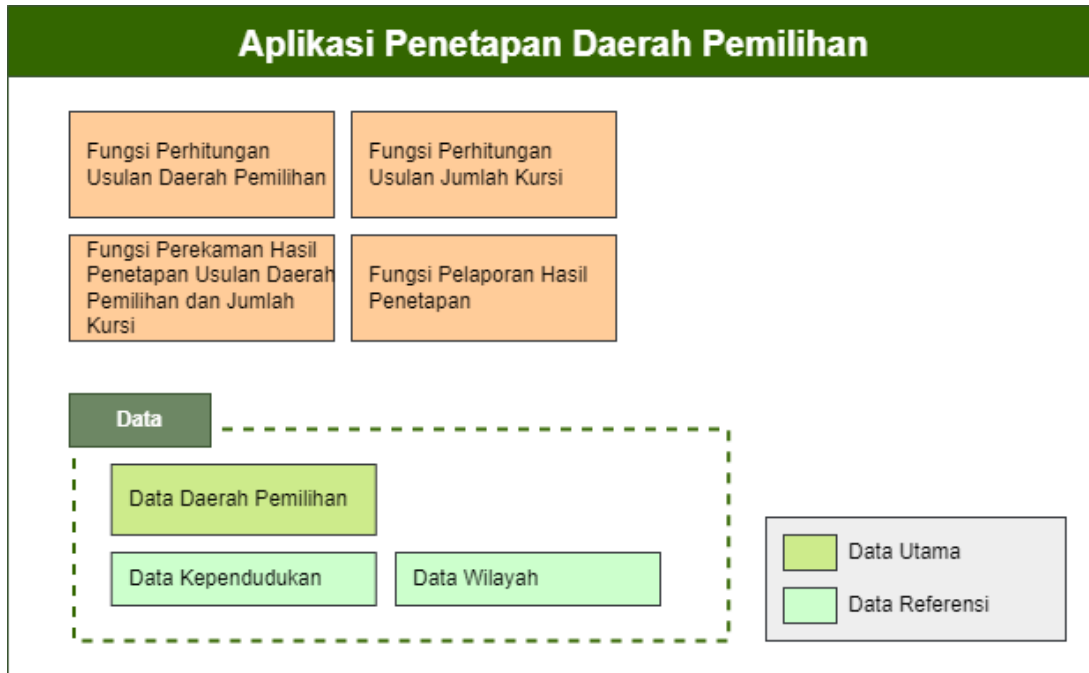 Aplikasi Penetapan Daerah Pemilihan
Fungsi Perhitungan
Usulan Daerah Pemilihan
Fungsi Perhitungan
Usulan Jumlah Kursi
Fungsi Perekaman Hasil
Penetapan Usulan Daerah
Pemilihan dan Jumlah
Kursi
Fungsi Pelaporan Hasil
Penetapan
Data
Data Daerah Pemilihan
Data Kependudukan
Data Wilayah
Data Utama
Data Referensi